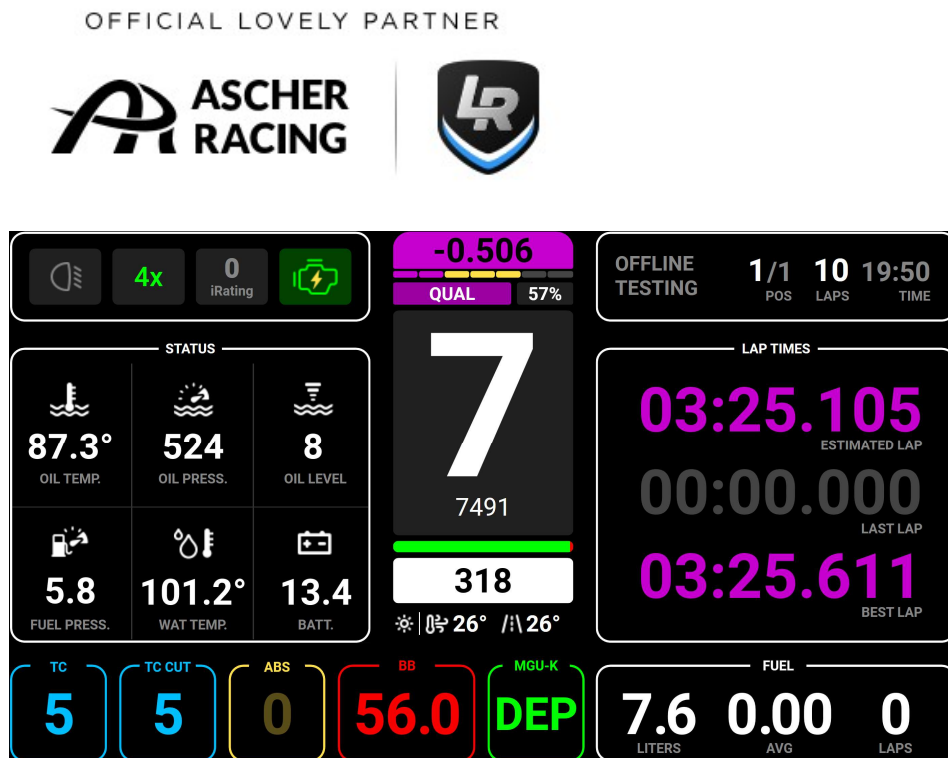 OFFICIAL LOVELY PARTNER
ASCHER
RACING
LR
4x
0
iRating
-0.506
QUAL
57%
OFFLINE
TESTING
1/1
POS
10
LAPS
19:50
TIME
STATUS
87.3°
OIL TEMP.
524
OIL PRESS.
8
OIL LEVEL
5.8
FUEL PRESS.
101.2°
WAT TEMP.
13.4
BATT.
7
7491
318
26°
26°
LAP TIMES
03:25.105
ESTIMATED LAP
00:00.000
LAST LAP
03:25.611
BEST LAP
TC
5
TC CUT
5
ABS
0
BB
56.0
MGU-K
DEP
FUEL
7.6
LITERS
0.00
AVG
0
LAPS